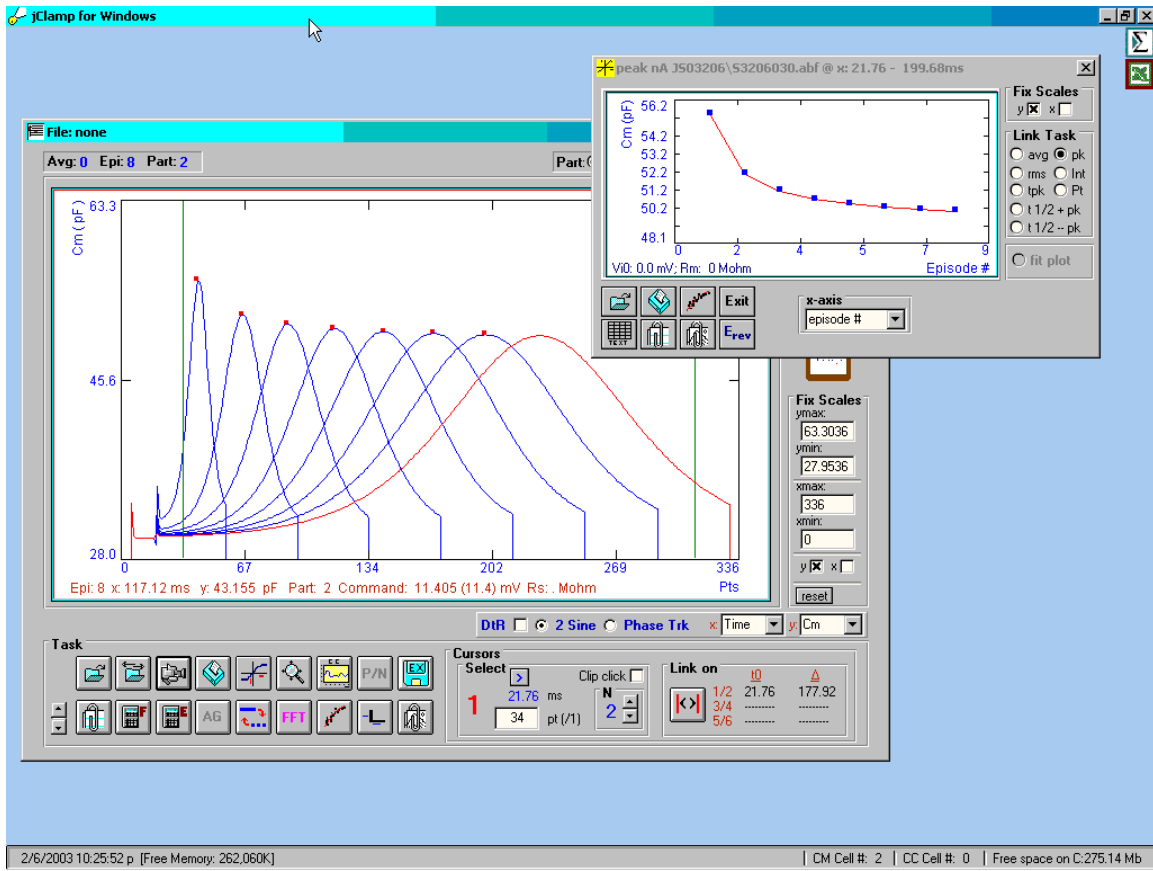 jClamp for Windows
peak nA JS03206\S3206030.abf @ x: 21.76 - 199.68ms
Fix Scales
y x
Cm (pF)
56.2
54.2
53.2
52.2
51.2
50.2
48.1
0 2 4 5 7 9
Vi0: 0.0 mV; Rm: 0 Mohm Episode #
Link Task
avg pk
rms Int
tpk Pt
t 1/2 + pk
t 1/2 -- pk
fit plot
Exit
TEXT
Erev
x-axis
episode #
File: none
Avg: 0 Epi: 8 Part: 2
Part:
Cm (pF)
63.3
45.6
28.0
0 67 134 202 269 336
Epi: 8 x: 117.12 ms y: 43.155 pF Part: 2 Command: 11.405 (11.4) mV Rs: . Mohm Pts
Fix Scales
ymax:
63.3036
ymin:
27.9536
xmax:
336
xmin:
0
y x
reset
DtR 2 Sine Phase Trk x: Time y: Cm
Task
CC
P/N
EX
F
E
AG
FFT
Cursors
Select >
1
21.76 ms
34 pt (/1)
Clip click
N
2
Link on
t0 Δ
1/2 21.76 177.92
3/4 --------- ---------
5/6 --------- ---------
2/6/2003 10:25:52 p [Free Memory: 262,060K] CM Cell #: 2 CC Cell #: 0 Free space on C:275.14 Mb